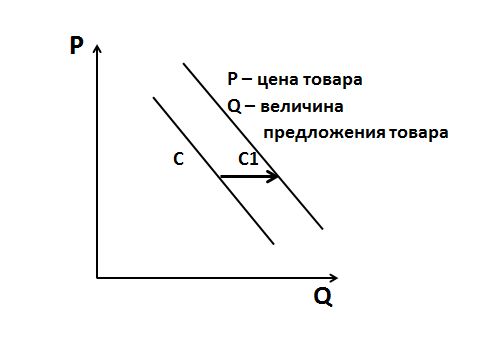 P
P – цена товара
Q – величина
предложения товара
C
C1
Q